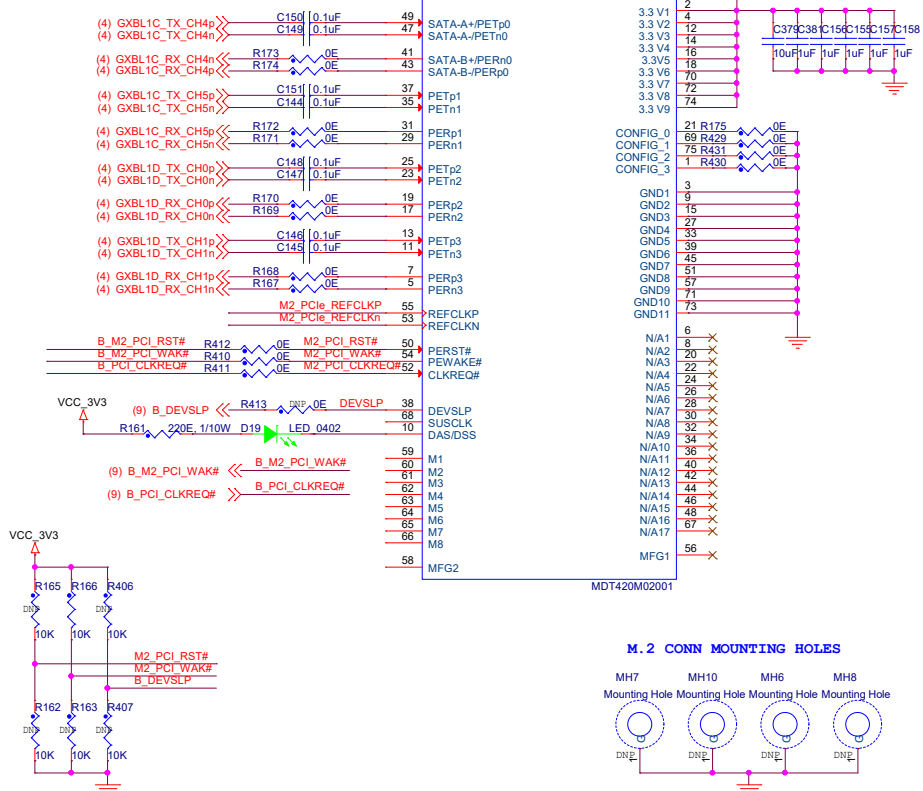 (4) GXBL1C_TX_CH4p C150 0.1uF 49 SATA-A+/PETp0
(4) GXBL1C_TX_CH4n C149 0.1uF 47 SATA-A-/PETn0
(4) GXBL1C_RX_CH4n R173 0E 41 SATA-B+/PERn0
(4) GXBL1C_RX_CH4p R174 0E 43 SATA-B-/PERp0
(4) GXBL1C_TX_CH5p C151 0.1uF 37 PETp1
(4) GXBL1C_TX_CH5n C144 0.1uF 35 PETn1
(4) GXBL1C_RX_CH5p R172 0E 31 PERp1
(4) GXBL1C_RX_CH5n R171 0E 29 PERn1
(4) GXBL1D_TX_CH0p C148 0.1uF 25 PETp2
(4) GXBL1D_TX_CH0n C147 0.1uF 23 PETn2
(4) GXBL1D_RX_CH0p R170 0E 19 PERp2
(4) GXBL1D_RX_CH0n R169 0E 17 PERn2
(4) GXBL1D_TX_CH1p C146 0.1uF 13 PETp3
(4) GXBL1D_TX_CH1n C145 0.1uF 11 PETn3
(4) GXBL1D_RX_CH1p R168 0E 7 PERp3
(4) GXBL1D_RX_CH1n R167 0E 5 PERn3
M2_PCIe_REFCLKP 55 REFCLKP
M2_PCIe_REFCLKn 53 REFCLKN
B_M2_PCI_RST# R412 0E M2_PCI_RST# 50 PERST#
B_M2_PCI_WAK# R410 0E M2_PCI_WAK# 54 PEWAKE#
B_PCI_CLKREQ# R411 0E M2_PCI_CLKREQ# 52 CLKREQ#
VCC_3V3
(9) B_DEVSLP R413 DNP 0E DEVSLP 38 DEVSLP
68 SUSCLK
R161 220E, 1/10W D19 LED_0402 10 DAS/DSS
59 M1
(9) B_M2_PCI_WAK# B_M2_PCI_WAK# 60 M2
61 M3
(9) B_PCI_CLKREQ# B_PCI_CLKREQ# 62 M4
63 M5
64 M6
65 M7
66 M8
58 MFG2
3.3 V1 2
3.3 V2 4
3.3 V3 12
3.3 V4 14
3.3V5 16
3.3 V6 18
3.3 V7 70
3.3 V8 72
3.3 V9 74
C379 C381 C156 C155 C157 C158
10uF 1uF 1uF 1uF 1uF 1uF
CONFIG_0 21 R175 0E
CONFIG_1 69 R429 0E
CONFIG_2 75 R431 0E
CONFIG_3 1 R430 0E
GND1 3
GND2 9
GND3 15
GND4 27
GND5 33
GND6 39
GND7 45
GND8 51
GND9 57
GND10 71
GND11 73
N/A1 6
N/A2 8
N/A3 20
N/A4 22
N/A5 24
N/A6 26
N/A7 28
N/A8 30
N/A9 32
N/A10 34
N/A11 36
N/A12 40
N/A13 42
N/A14 44
N/A15 46
N/A16 48
N/A17 67
MFG1 56
MDT420M02001
VCC_3V3
R165 R166 R406
DNP DNP DNP
10K 10K 10K
M2_PCI_RST#
M2_PCI_WAK#
B_DEVSLP
R162 R163 R407
DNP DNP DNP
10K 10K 10K
M.2 CONN MOUNTING HOLES
MH7 MH10 MH6 MH8
Mounting Hole Mounting Hole Mounting Hole Mounting Hole
G G G G
DNP DNP DNP DNP